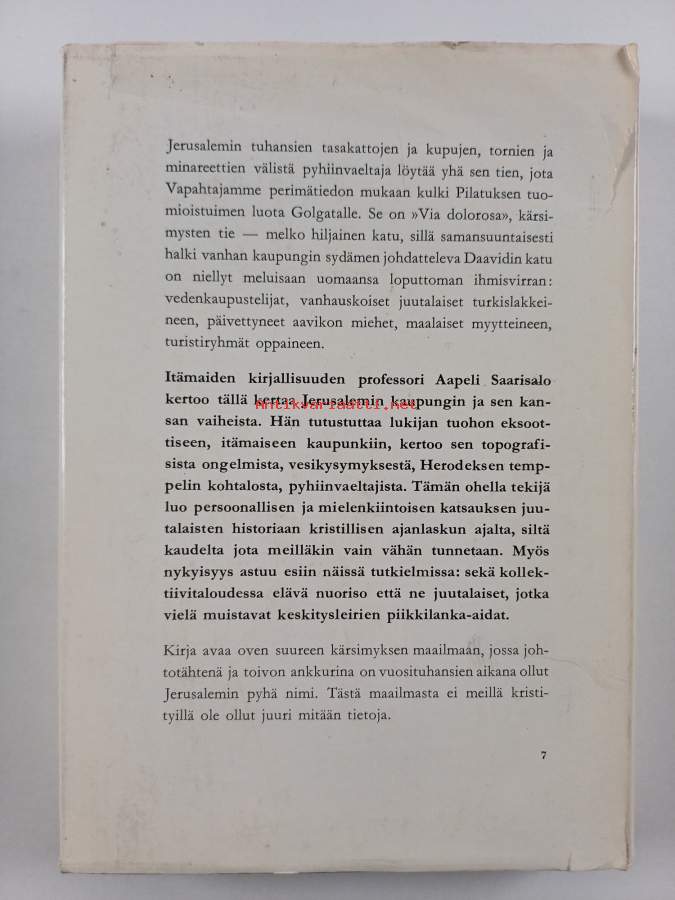 Jerusalemin tuhansien tasakattojen ja kupujen, tornien ja
minareettien välistä pyhiinvaeltaja löytää yhä sen tien, jota
Vapahtajamme perimätiedon mukaan kulki Pilatuksen tuo-
mioistuimen luota Golgatalle. Se on »Via dolorosa», kärsi-
mysten tie — melko hiljainen katu, sillä samansuuntaisesti
halki vanhan kaupungin sydämen johdatteleva Daavidin katu
on niellyt meluisaan uomaansa loputtoman ihmisvirran:
vedenkaupustelijat, vanhauskoiset juutalaiset turkislakkei-
neen, päivettyneet aavikon miehet, maalaiset myytteineen,
turistiryhmät oppaineen.
Itämaiden kirjallisuuden professori Aapeli Saarisalo
kertoo tällä kertaa Jerusalemin kaupungin ja sen kan-
Antikvariaatti.net
san vaiheista. Hän tutustuttaa lukijan tuohon eksoot-
tiseen, itämaiseen kaupunkiin, kertoo sen topografi-
sista ongelmista, vesikysymyksestä, Herodeksen temp-
pelin kohtalosta, pyhiinvaeltajista. Tämän ohella tekijä
luo persoonallisen ja mielenkiintoisen katsauksen juu-
talaisten historiaan kristillisen ajanlaskun ajalta, siltä
kaudelta jota meilläkin vain vähän tunnetaan. Myös
nykyisyys astuu esiin näissä tutkielmissa: sekä kollek-
tiivitaloudessa elävä nuoriso että ne juutalaiset, jotka
vielä muistavat keskitysleirien piikkilanka-aidat.
Kirja avaa oven suureen kärsimyksen maailmaan, jossa joh-
totähtenä ja toivon ankkurina on vuosituhansien aikana ollut
Jerusalemin pyhä nimi. Tästä maailmasta ei meillä kristi-
tyillä ole ollut juuri mitään tietoja.
7